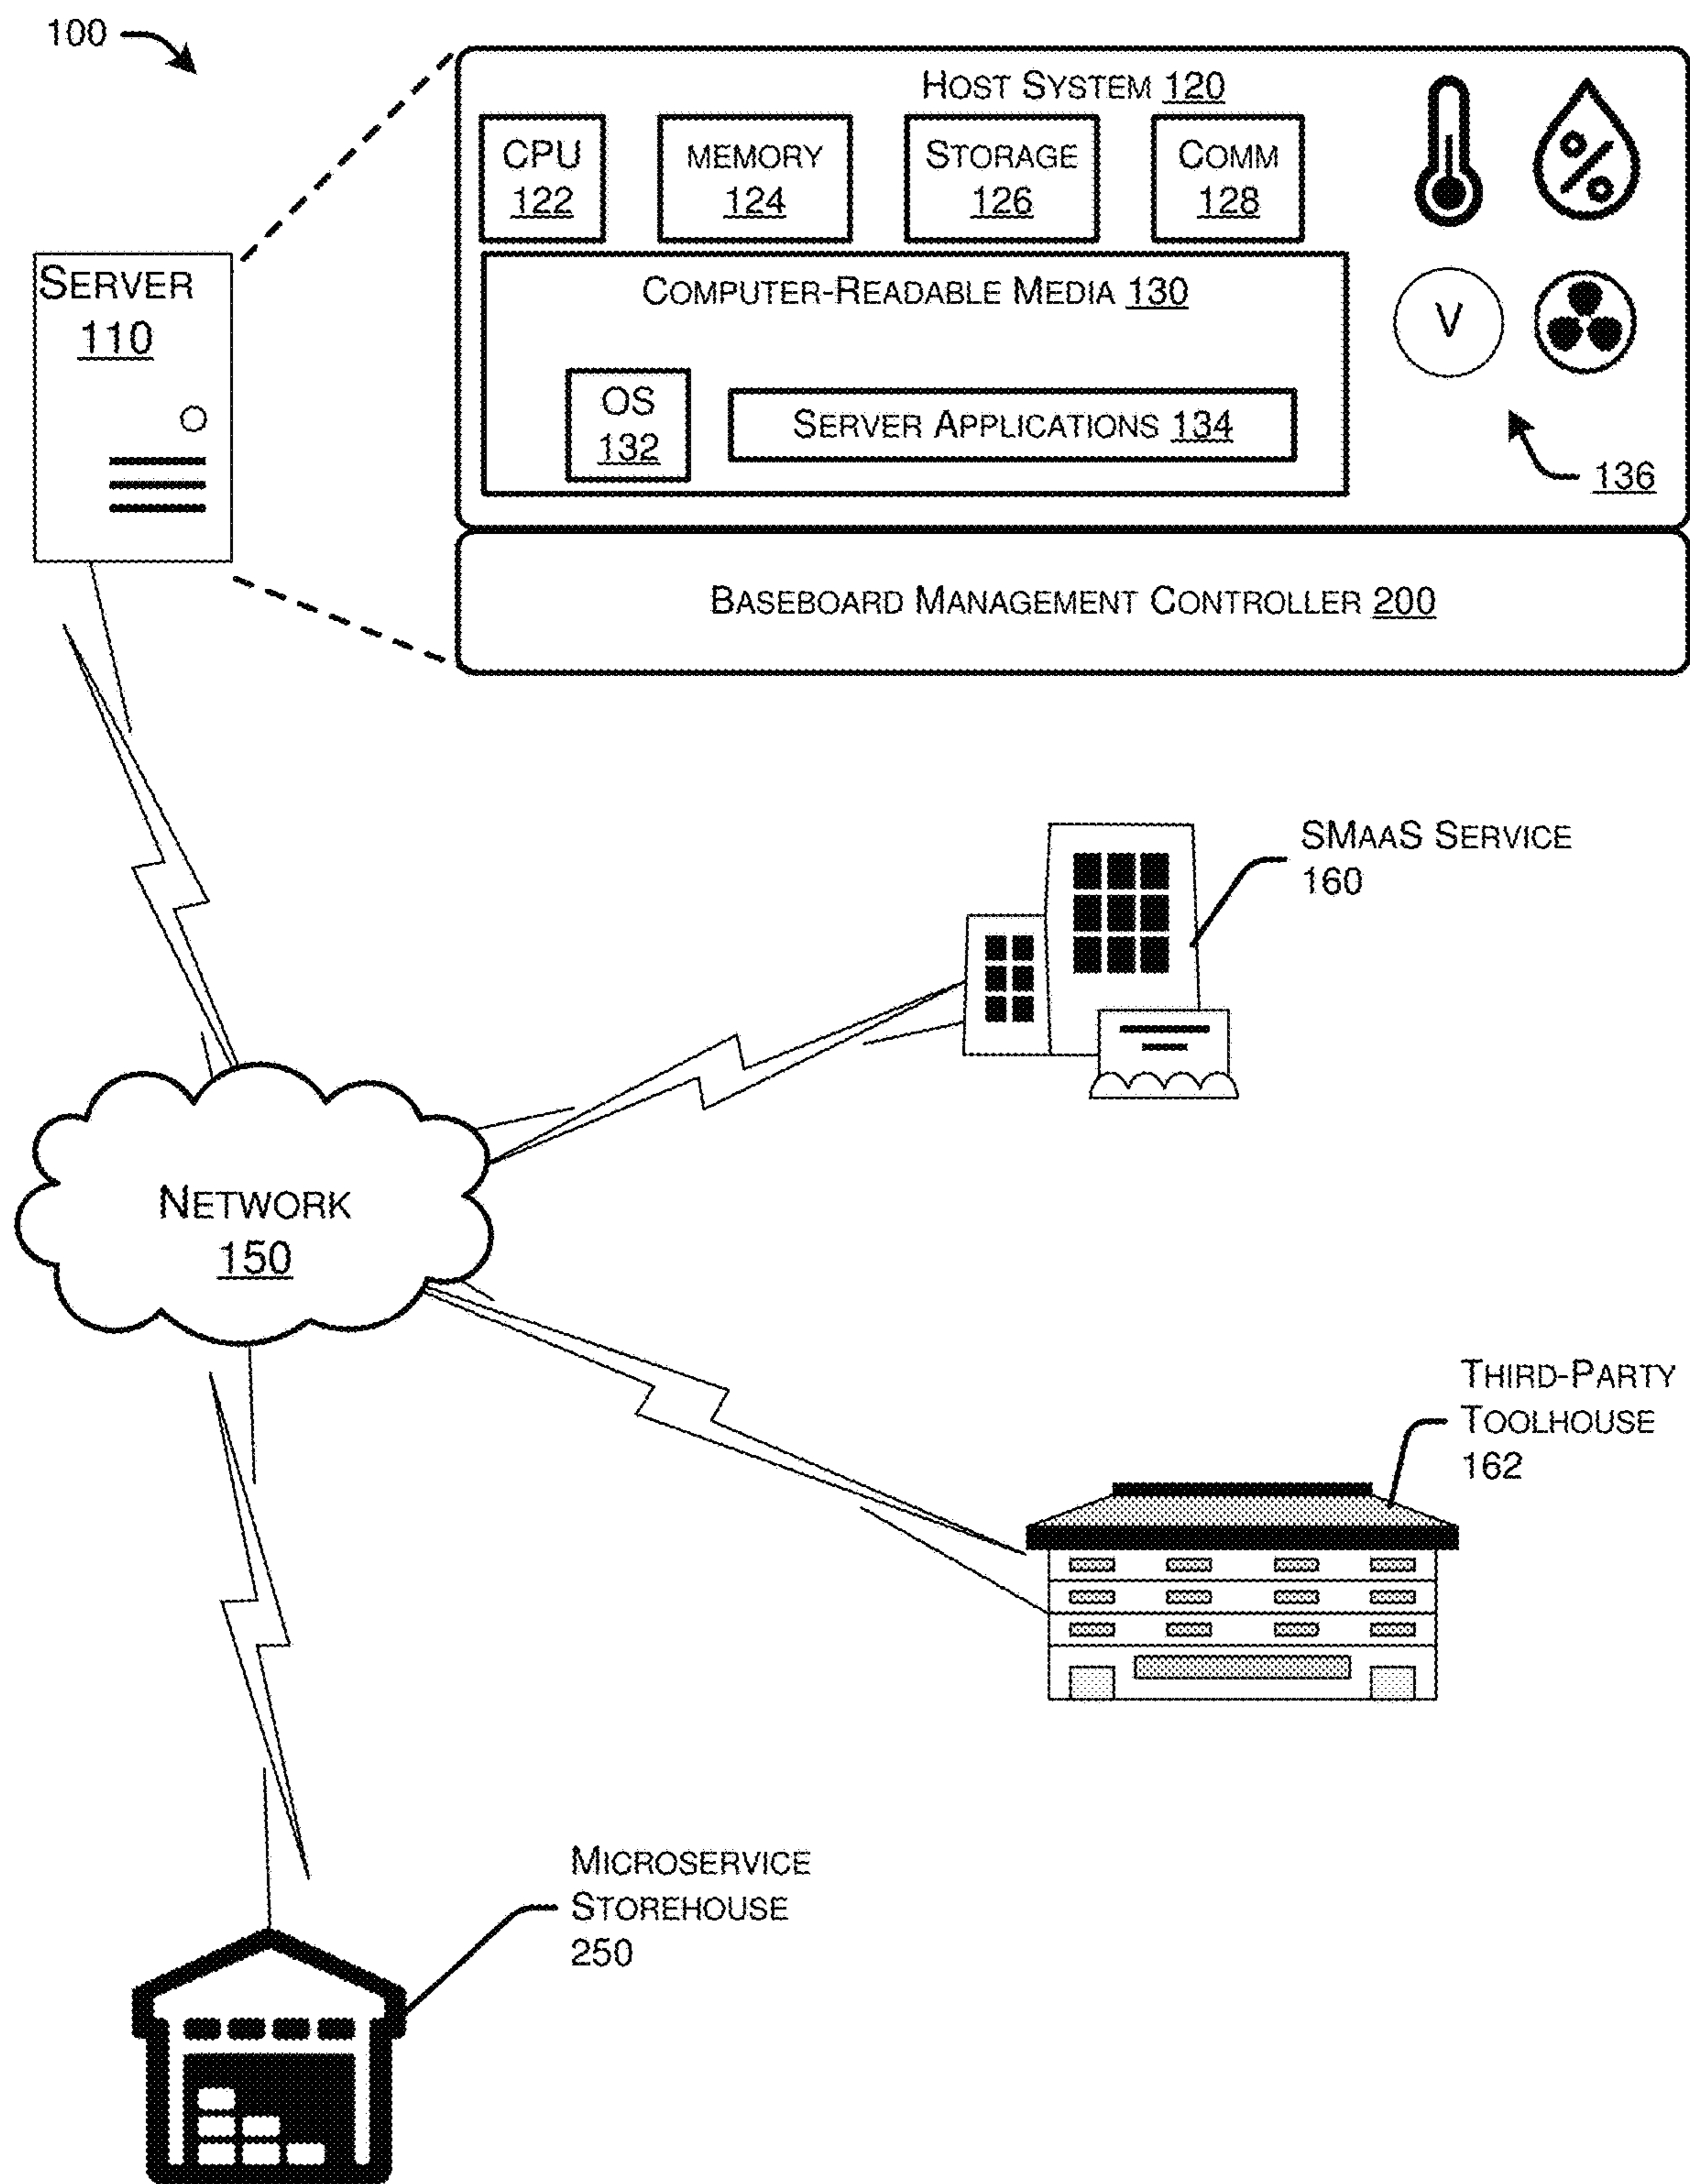 100
HOST SYSTEM 120
CPU
122
MEMORY
124
STORAGE
126
COMM
128
SERVER
110
COMPUTER-READABLE MEDIA 130
V
OS
132
SERVER APPLICATIONS 134
136
BASEBOARD MANAGEMENT CONTROLLER 200
SMAAS SERVICE
160
NETWORK
150
THIRD-PARTY
TOOLHOUSE
162
MICROSERVICE
STOREHOUSE
250